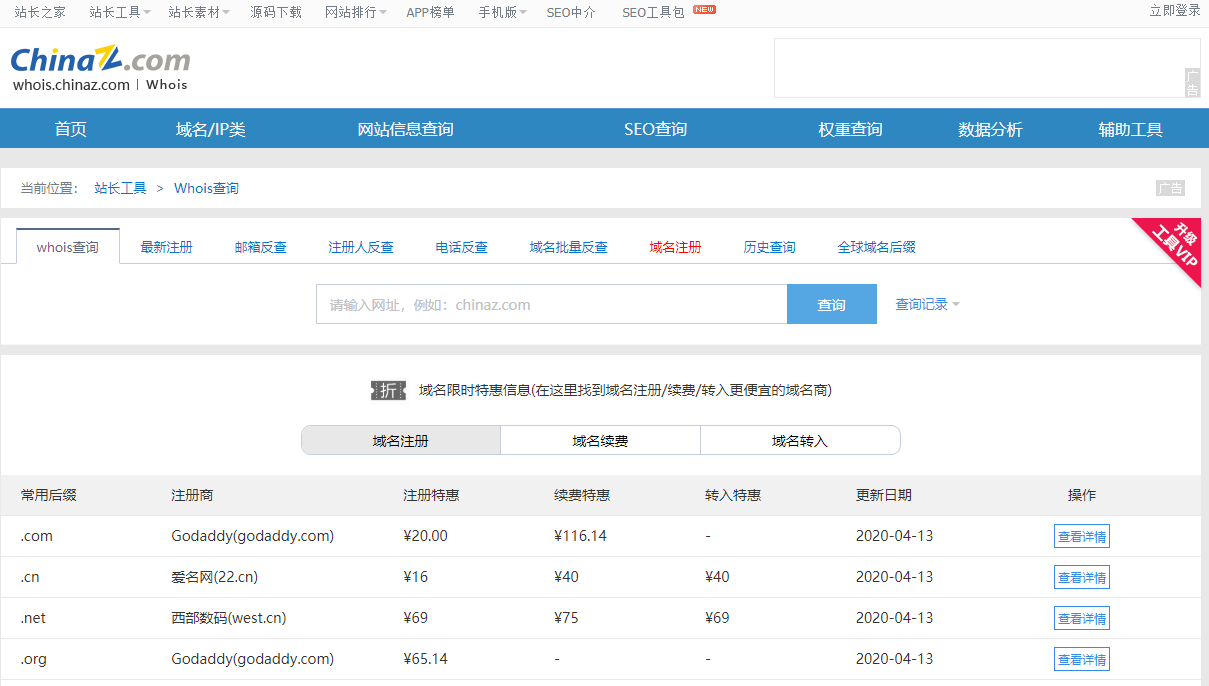 站长之家 站长工具 站长素材 源码下载 网站排行 APP榜单 手机版 SEO中介 SEO工具包 NEW 立即登录
ChinaZ.com
whois.chinaz.com | Whois
广告
首页 域名/IP类 网站信息查询 SEO查询 权重查询 数据分析 辅助工具
当前位置： 站长工具 > Whois查询 广告
whois查询 最新注册 邮箱反查 注册人反查 电话反查 域名批量反查 域名注册 历史查询 全球域名后缀
升级
工具VIP
请输入网址，例如：chinaz.com 查询 查询记录
折 域名限时特惠信息(在这里找到域名注册/续费/转入更便宜的域名商)
域名注册 域名续费 域名转入
常用后缀 注册商 注册特惠 续费特惠 转入特惠 更新日期 操作
.com Godaddy(godaddy.com) ¥20.00 ¥116.14 - 2020-04-13 查看详情
.cn 爱名网(22.cn) ¥16 ¥40 ¥40 2020-04-13 查看详情
.net 西部数码(west.cn) ¥69 ¥75 ¥69 2020-04-13 查看详情
.org Godaddy(godaddy.com) ¥65.14 - - 2020-04-13 查看详情